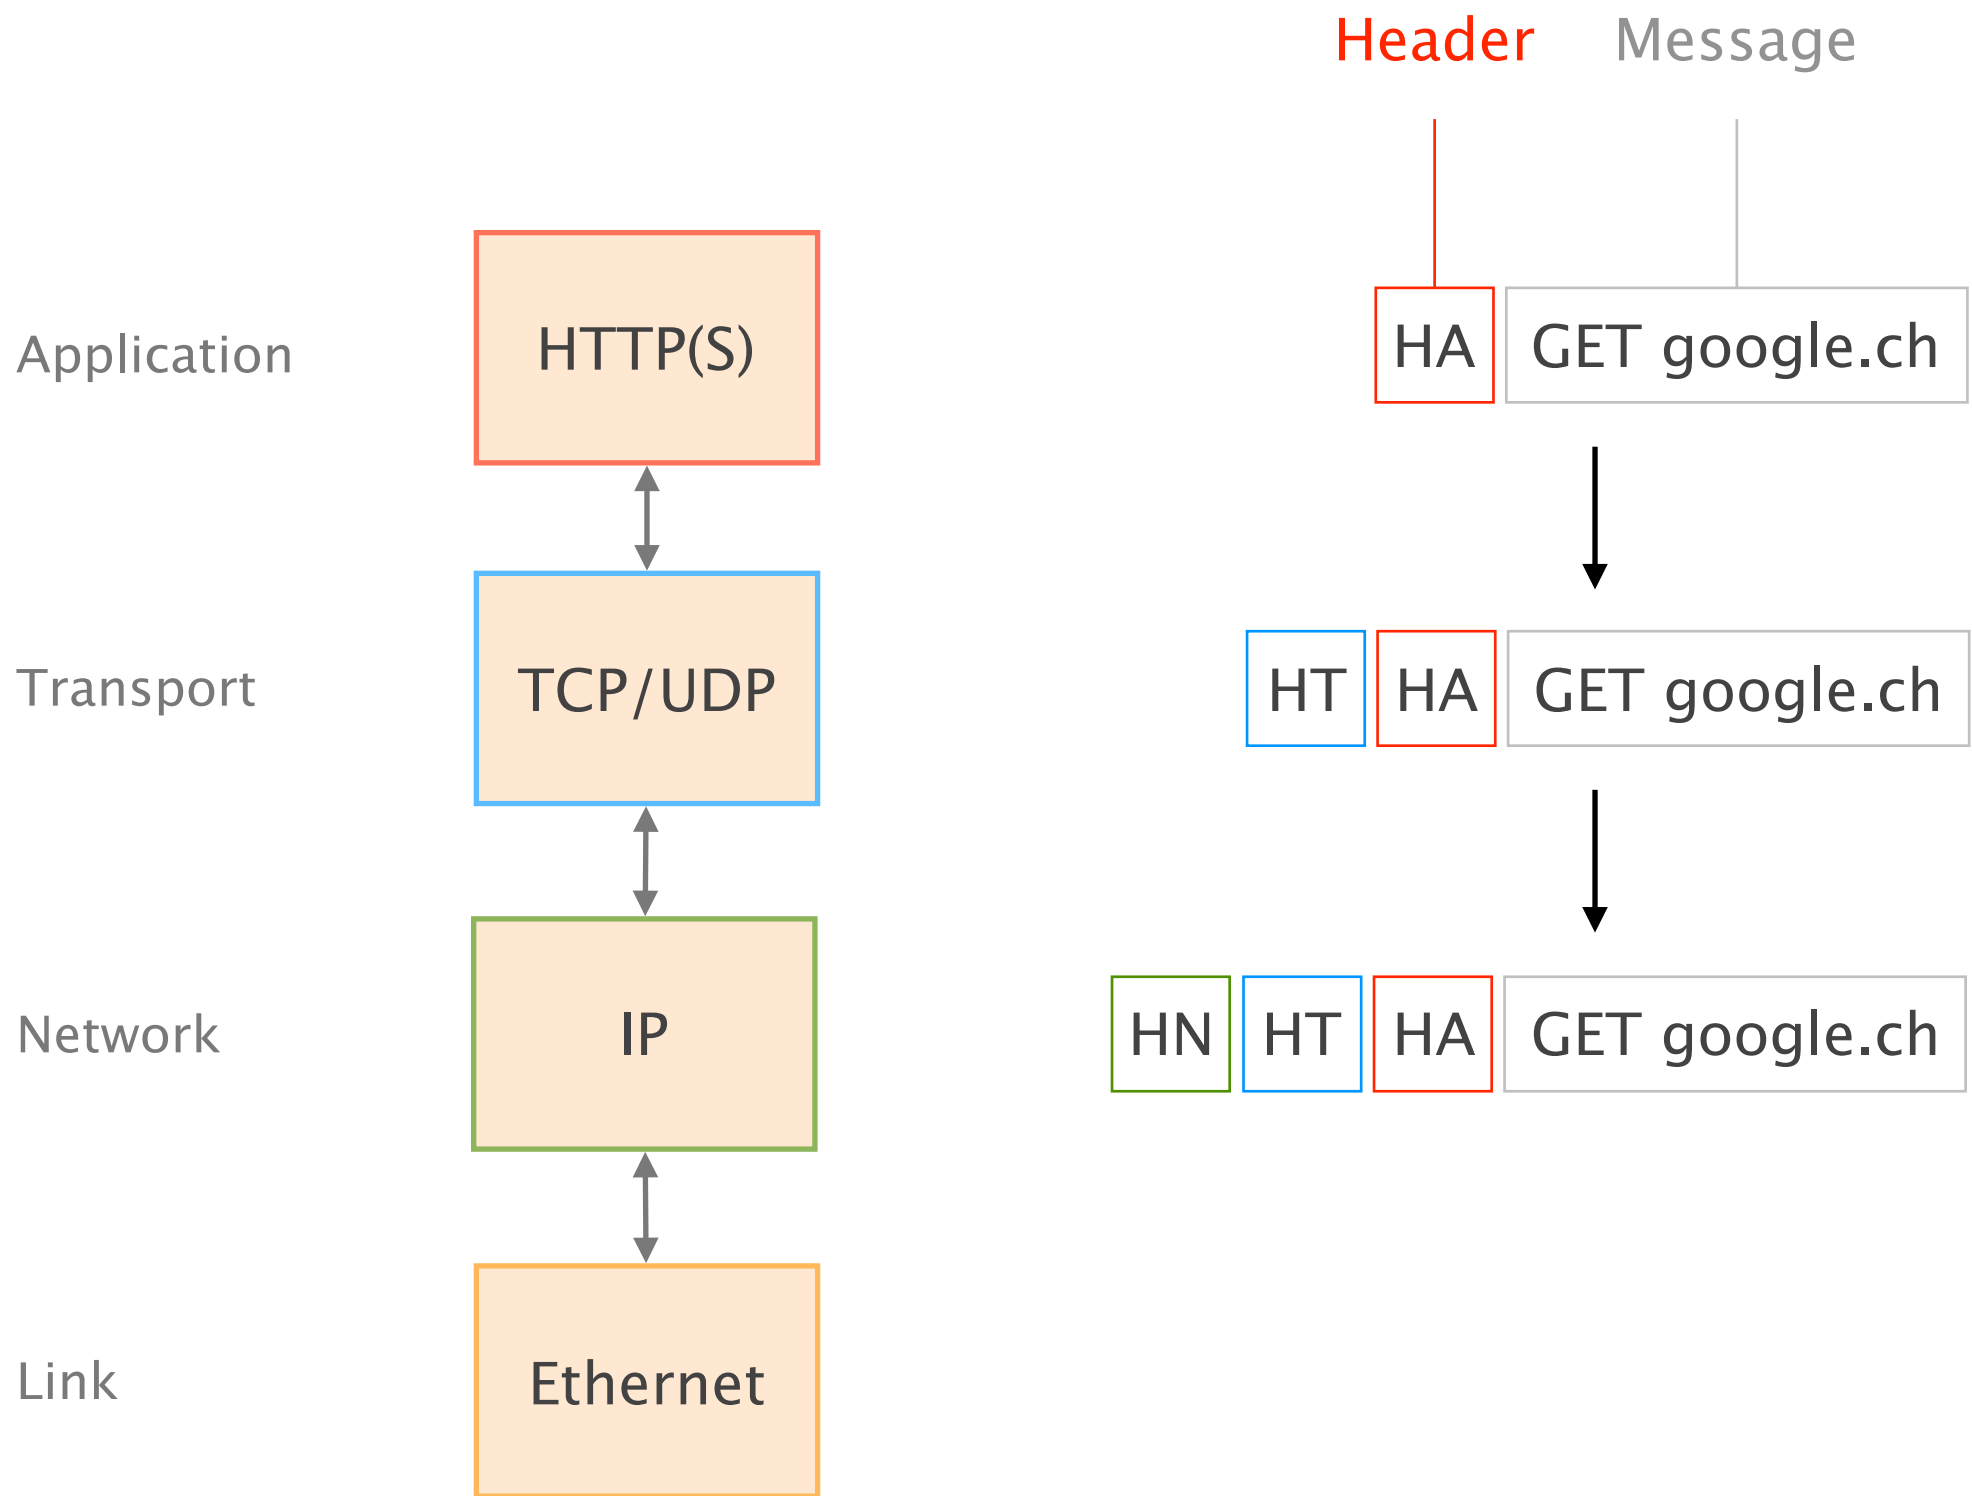 Header Message
Application HTTP(S) HA GET google.ch
Transport TCP/UDP HT HA GET google.ch
Network IP HN HT HA GET google.ch
Link Ethernet